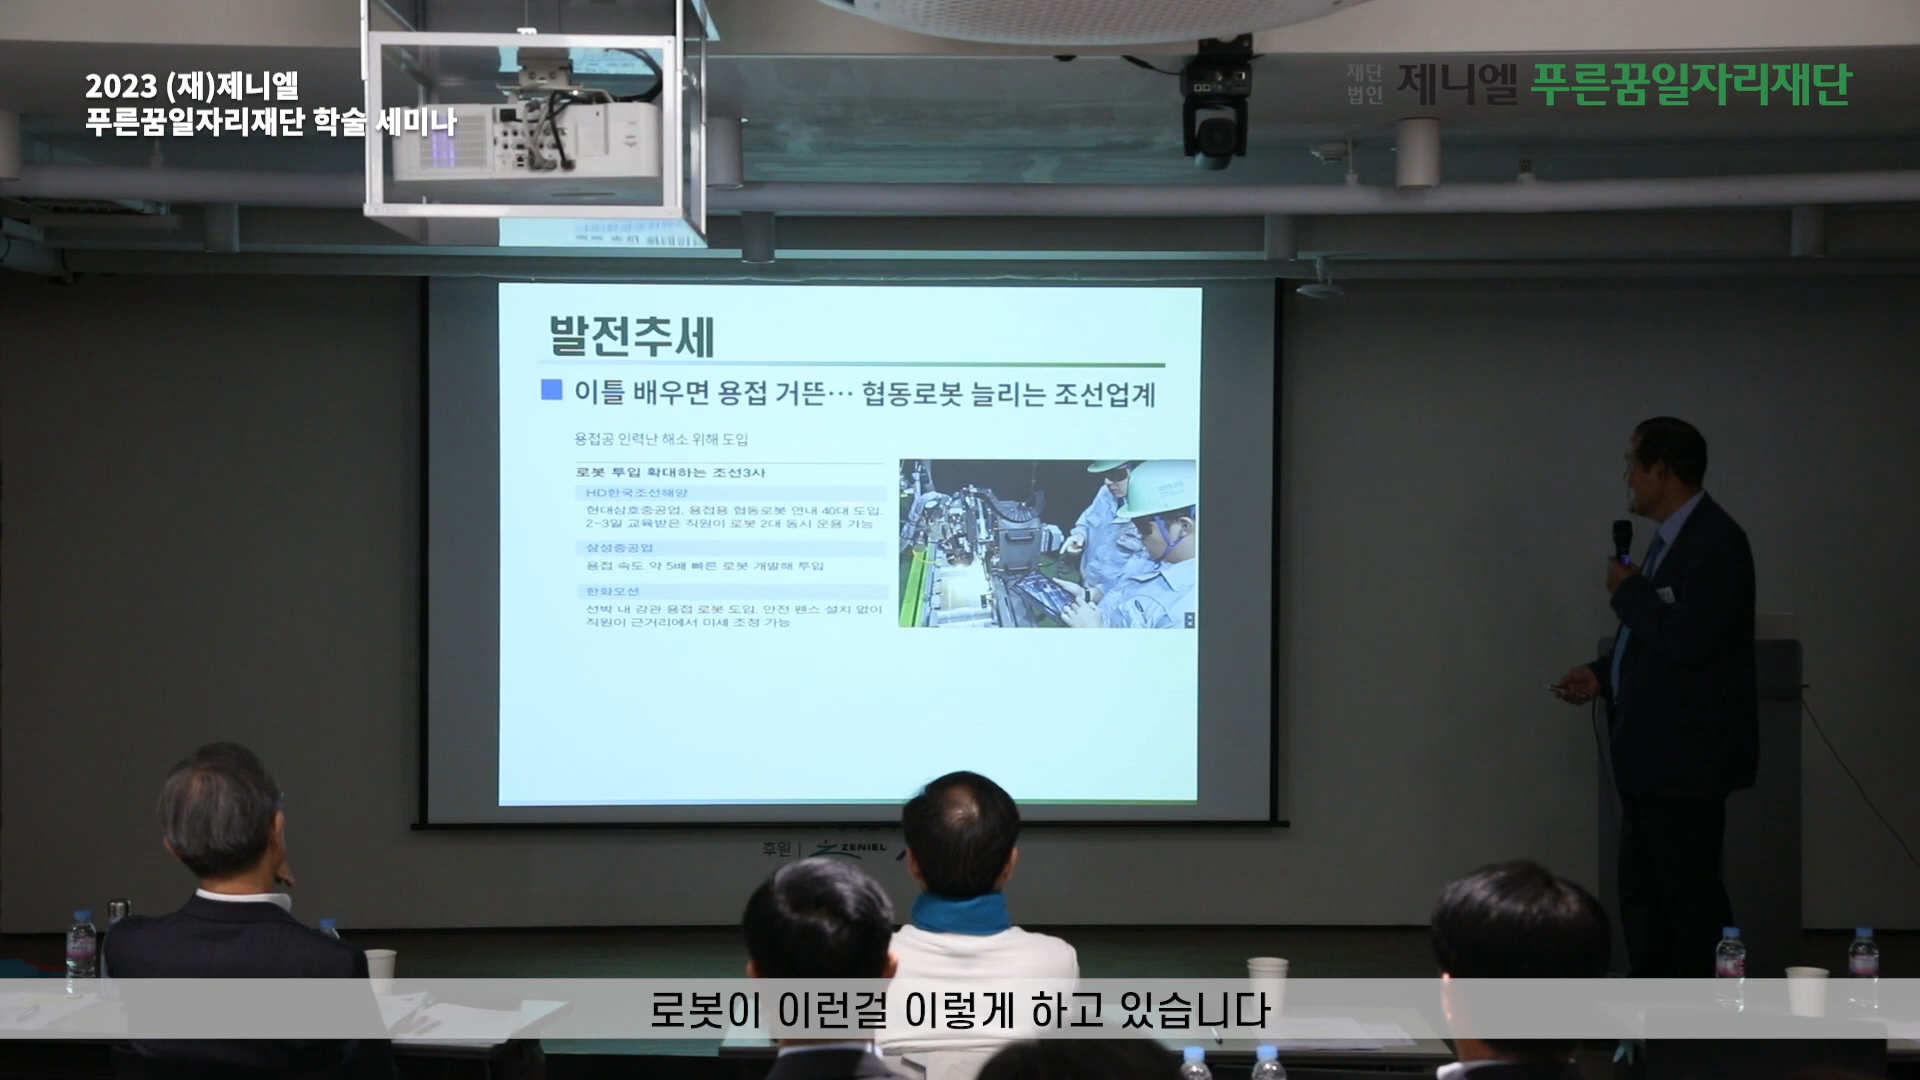 2023 (재)제니엘
푸른꿈일자리재단 학술 세미나
재단법인 제니엘 푸른꿈일자리재단
발전추세
이틀 배우면 용접 거뜬… 협동로봇 늘리는 조선업계
용접공 인력난 해소 위해 도입
로봇 투입 확대하는 조선3사
HD한국조선해양
현대삼호중공업, 용접용 협동로봇 연내 40대 도입.
2~3일 교육받은 직원이 로봇 2대 동시 운용 가능
삼성중공업
용접 속도 약 5배 빠른 로봇 개발해 투입
한화오션
선박 내 강관 용접 로봇 도입. 안전 펜스 설치 없이
직원이 근거리에서 미세 조정 가능
후원 | ZENIEL
로봇이 이런걸 이렇게 하고 있습니다